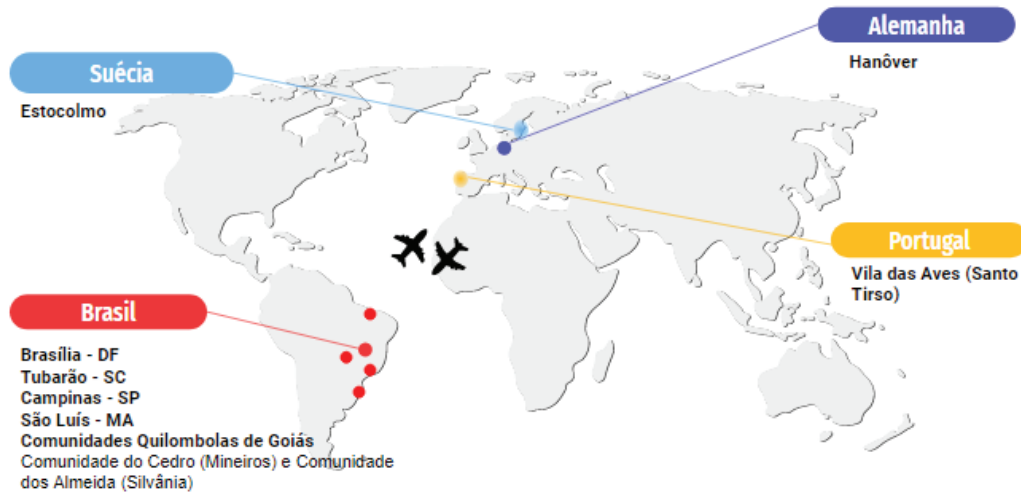 Alemanha
Hanôver
Suécia
Estocolmo
Portugal
Vila das Aves (Santo
Tirso)
Brasil
Brasília - DF
Tubarão - SC
Campinas - SP
São Luís - MA
Comunidades Quilombolas de Goiás
Comunidade do Cedro (Mineiros) e Comunidade
dos Almeida (Silvânia)